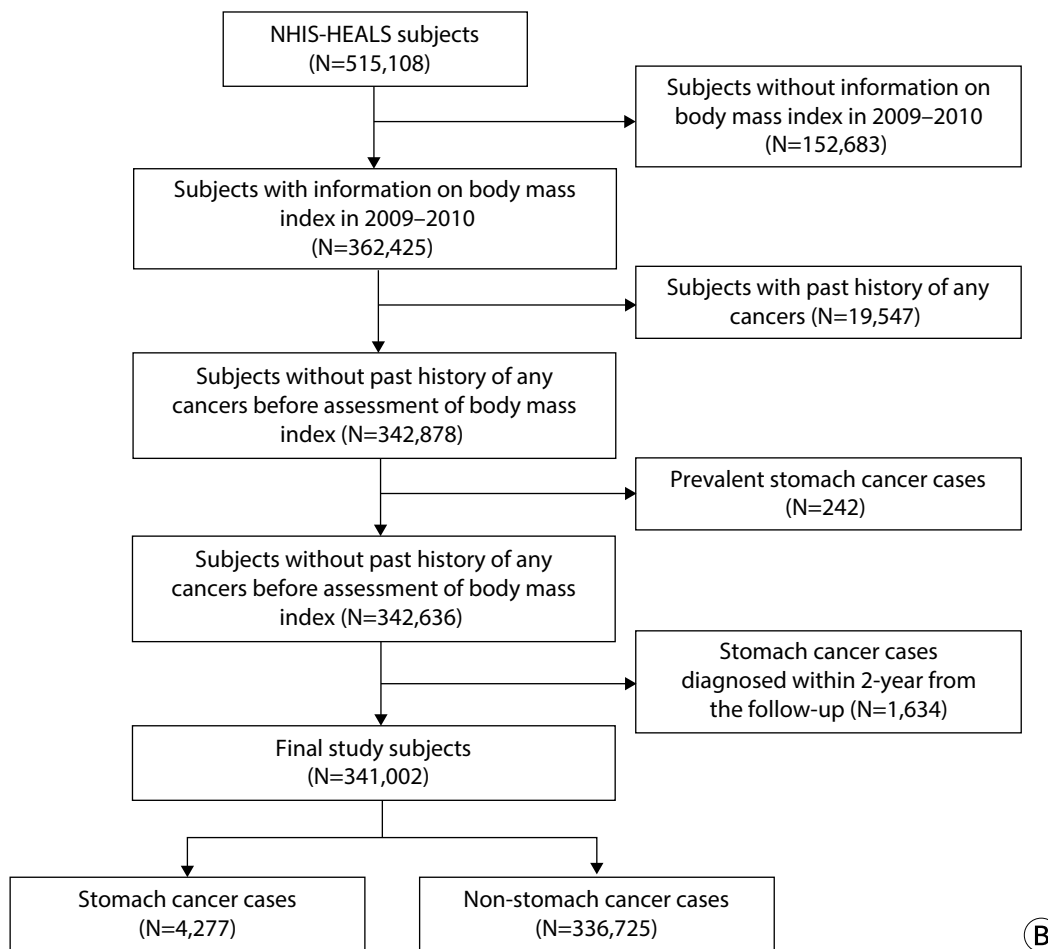 NHIS-HEALS subjects
(N=515,108)
Subjects without information on
body mass index in 2009–2010
(N=152,683)
Subjects with information on body mass
index in 2009–2010
(N=362,425)
Subjects with past history of any
cancers (N=19,547)
Subjects without past history of any
cancers before assessment of body mass
index (N=342,878)
Prevalent stomach cancer cases
(N=242)
Subjects without past history of any
cancers before assessment of body mass
index (N=342,636)
Stomach cancer cases
diagnosed within 2-year from
the follow-up (N=1,634)
Final study subjects
(N=341,002)
Stomach cancer cases
(N=4,277)
Non-stomach cancer cases
(N=336,725)
B